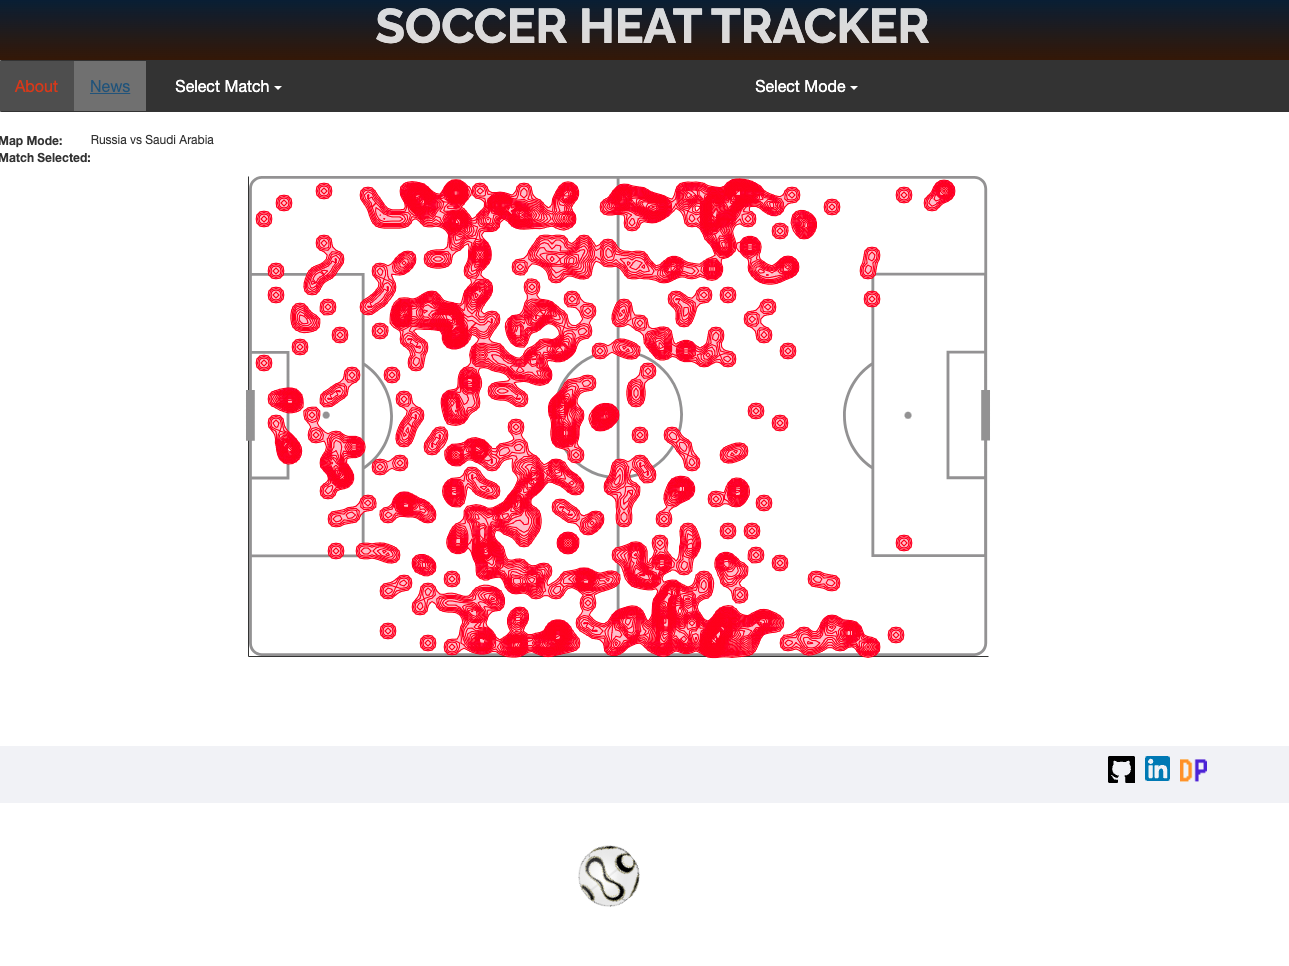 SOCCER HEAT TRACKER
About News Select Match Select Mode
Map Mode: Russia vs Saudi Arabia
Match Selected:
in DP